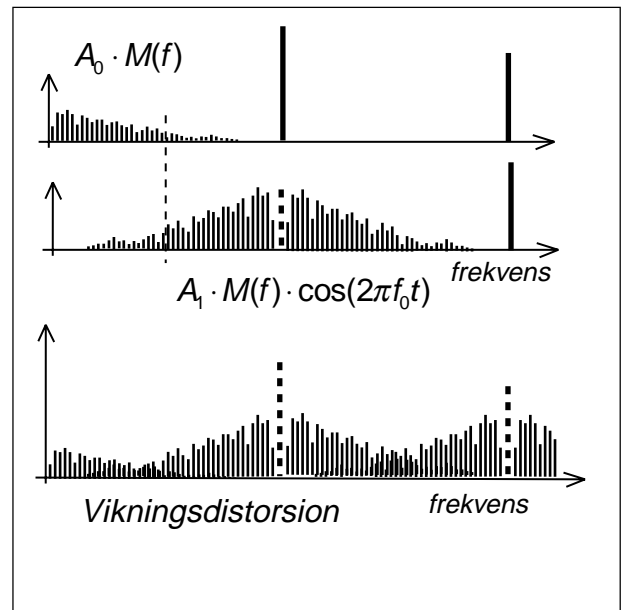 A₀ · M(f)
frekvens
A₁ · M(f) · cos(2πf₀t)
Vikningsdistorsion
frekvens